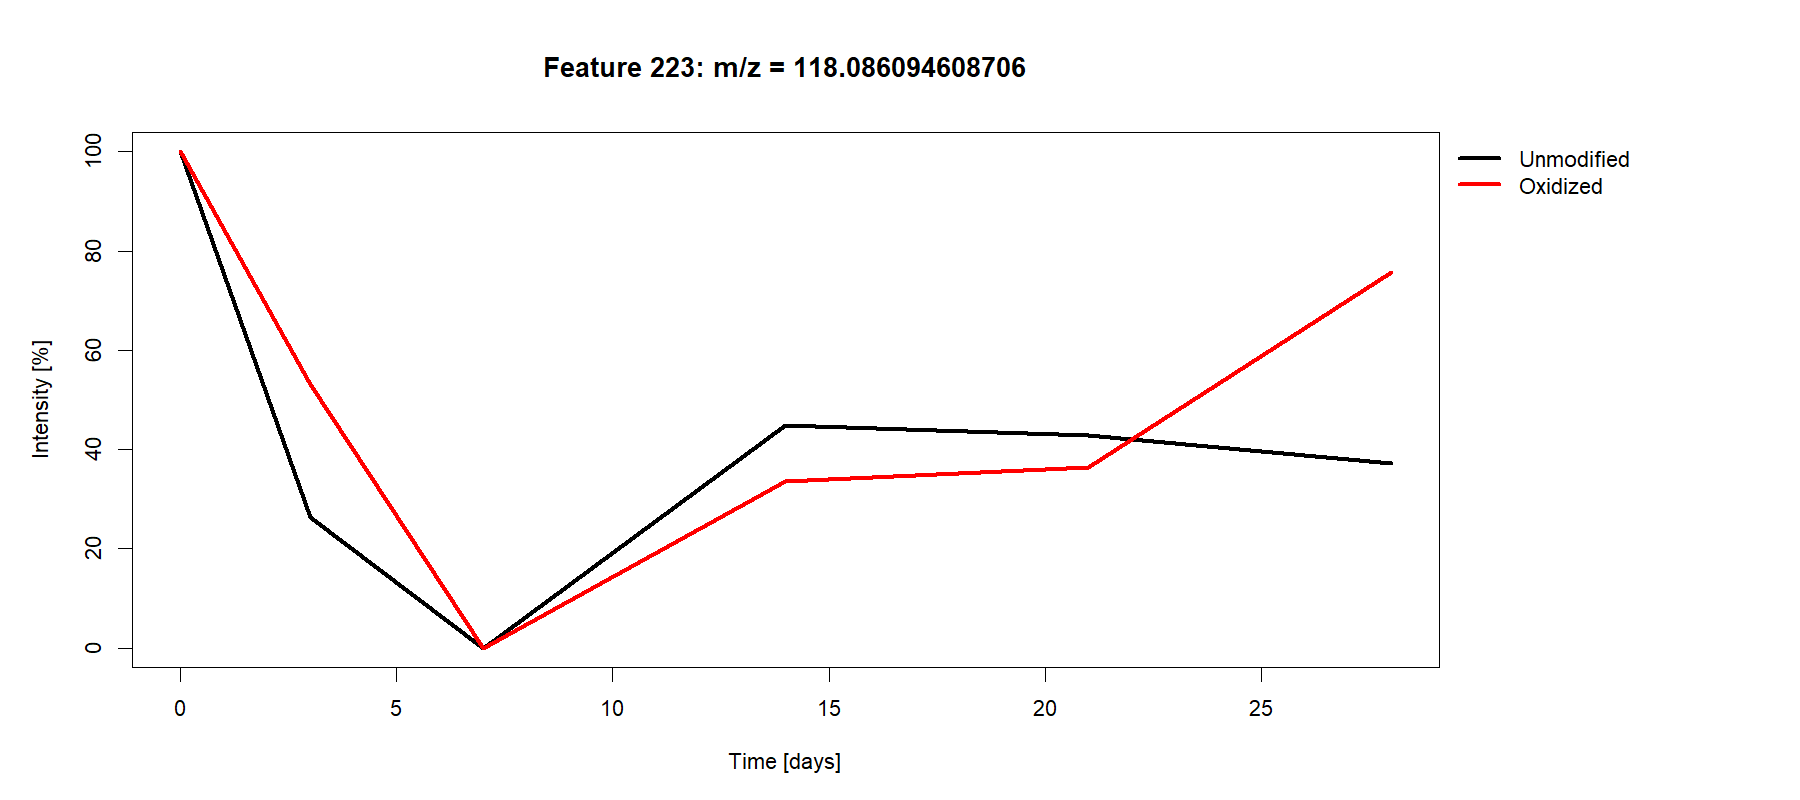 Feature 223: m/z = 118.086094608706
Unmodified
Oxidized
Intensity [%]
100
80
60
40
20
0
0 5 10 15 20 25
Time [days]